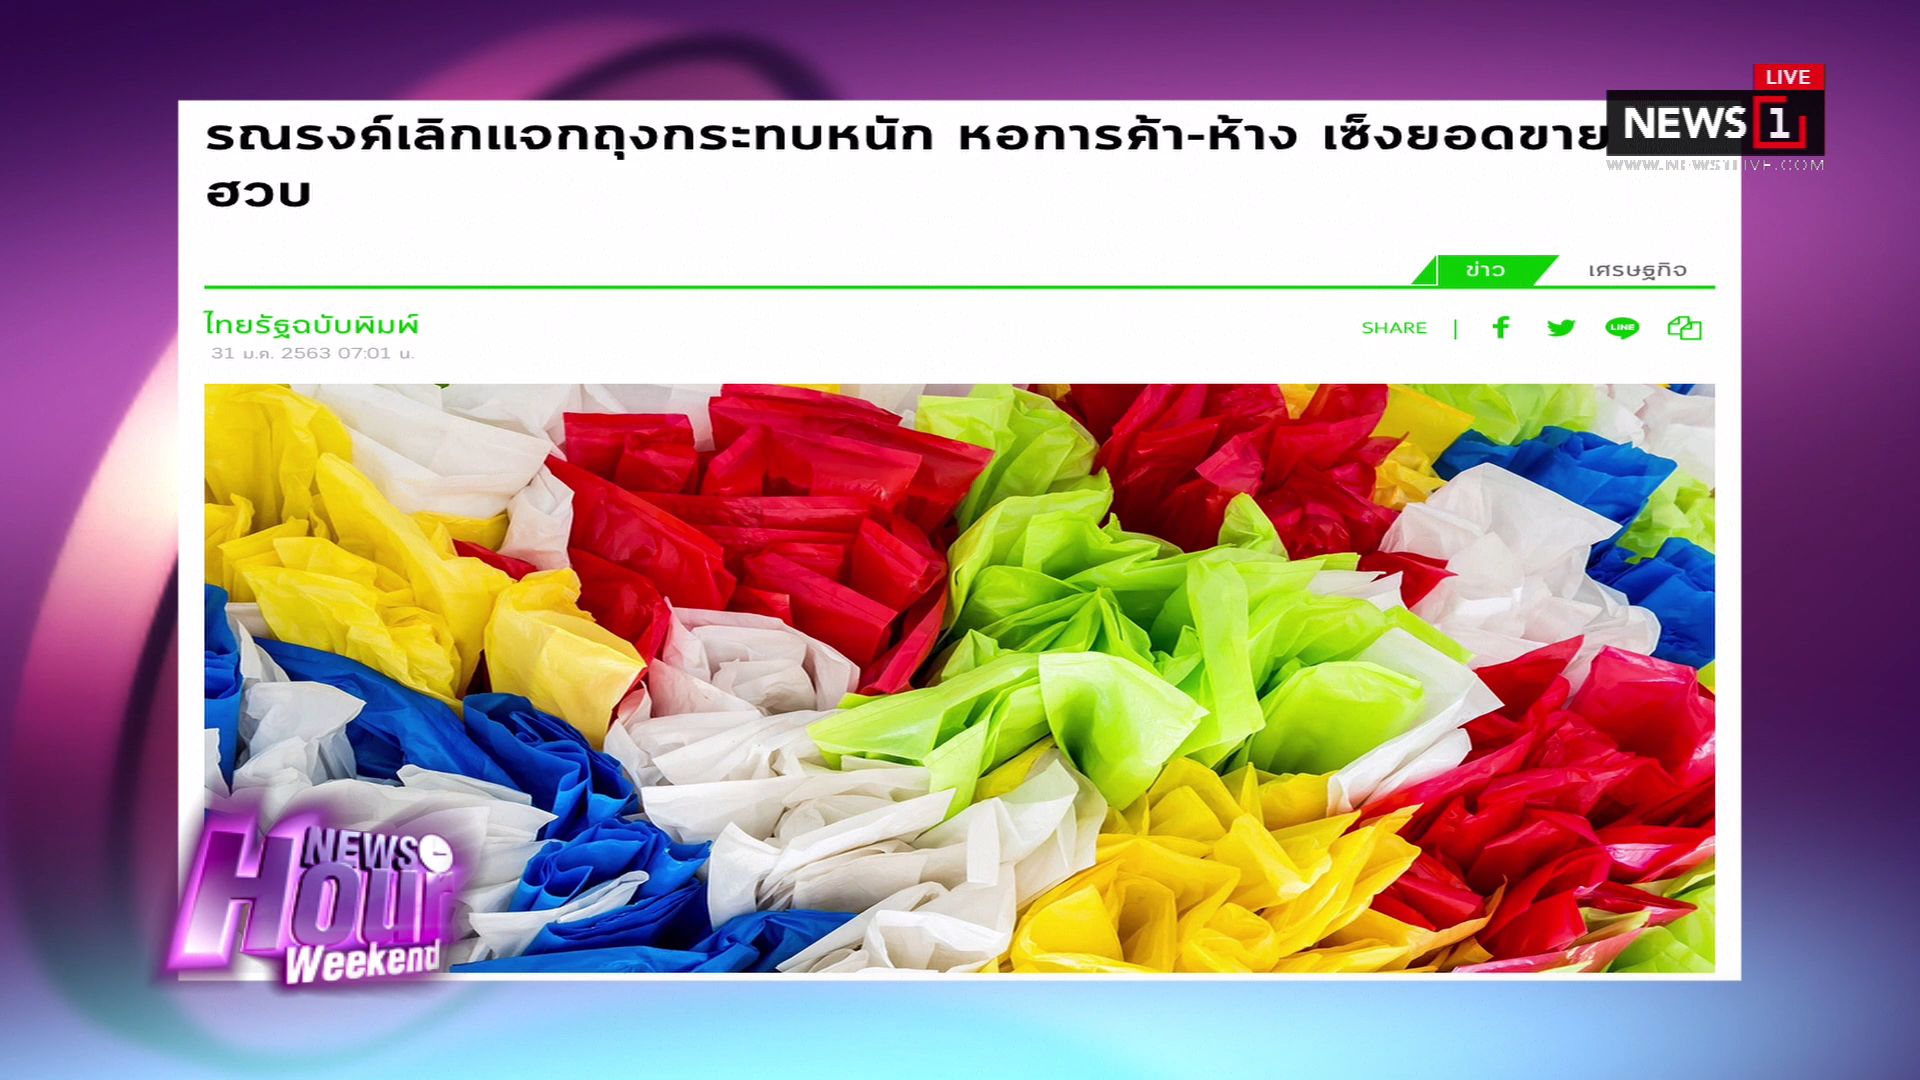 LIVE
NEWS 1
WWW.NEWS1LIVE.COM
รณรงค์เลิกแจกถุงกระทบหนัก หอการค้า-ห้าง เซ็งยอดขาย
ฮวบ
ข่าว เศรษฐกิจ
ไทยรัฐฉบับพิมพ์
31 ม.ค. 2563 07:01 น.
SHARE |
LINE
NEWS
Hour
Weekend